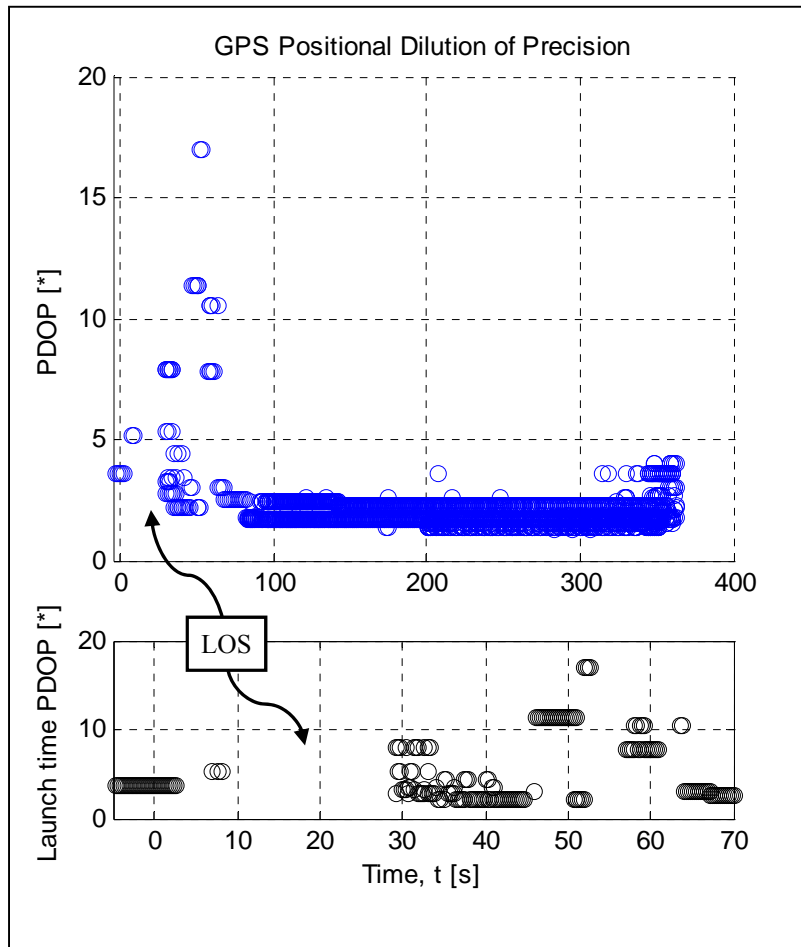 GPS Positional Dilution of Precision
PDOP [*]
20
15
10
5
0
0 100 200 300 400
LOS
Launch time PDOP [*]
20
10
0
0 10 20 30 40 50 60 70
Time, t [s]